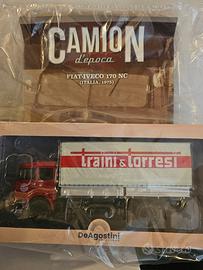 CAMION
d'epoca
FIAT-IVECO 170 NC
(ITALIA, 1975)
traini & torresi
DeAgostini